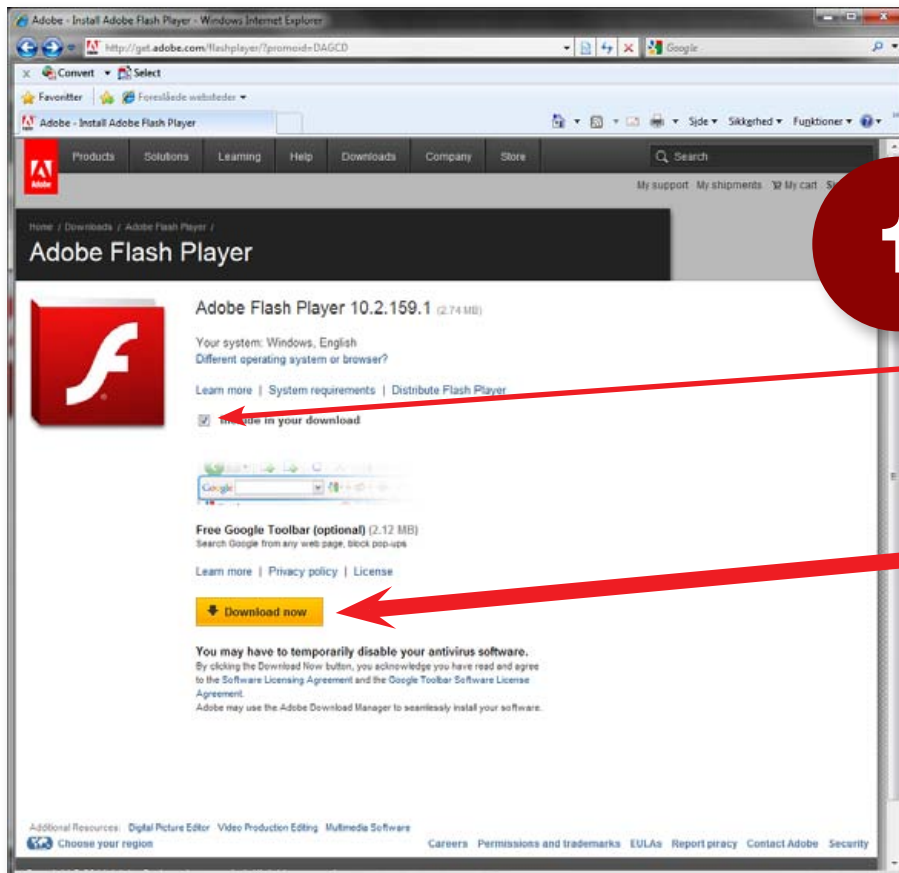 Adobe - Install Adobe Flash Player - Windows Internet Explorer
http://get.adobe.com/flashplayer/?promoid=DAGCD
Google
x Convert Select
Favoritter Foreslåede websteder
Adobe - Install Adobe Flash Player
Side Sikkerhed Funktioner
Products Solutions Learning Help Downloads Company Store Search
Adobe
My support My shipments My cart
Home / Downloads / Adobe Flash Player /
Adobe Flash Player
1
Adobe Flash Player 10.2.159.1 (2.74 MB)
Your system: Windows, English
Different operating system or browser?
Learn more | System requirements | Distribute Flash Player
Include in your download
Google
Free Google Toolbar (optional) (2.12 MB)
Search Google from any web page, block pop-ups
Learn more | Privacy policy | License
Download now
You may have to temporarily disable your antivirus software.
By clicking the Download Now button, you acknowledge you have read and agree
to the Software Licensing Agreement and the Google Toolbar Software License
Agreement.
Adobe may use the Adobe Download Manager to seamlessly install your software.
Additional Resources: Digital Picture Editor Video Production Editing Multimedia Software
Choose your region
Careers Permissions and trademarks EULAs Report piracy Contact Adobe Security